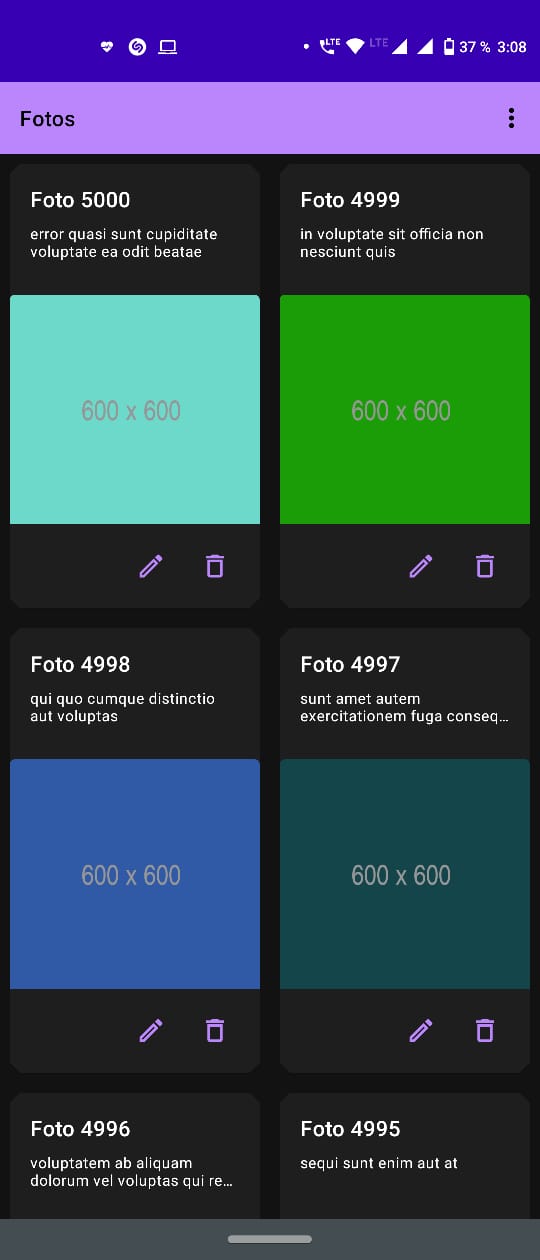 LTE LTE 37 % 3:08
Fotos
Foto 5000
error quasi sunt cupiditate
voluptate ea odit beatae
600 x 600
Foto 4999
in voluptate sit officia non
nesciunt quis
600 x 600
Foto 4998
qui quo cumque distinctio
aut voluptas
600 x 600
Foto 4997
sunt amet autem
exercitationem fuga conseq…
600 x 600
Foto 4996
voluptatem ab aliquam
dolorum vel voluptas qui re…
Foto 4995
sequi sunt enim aut at